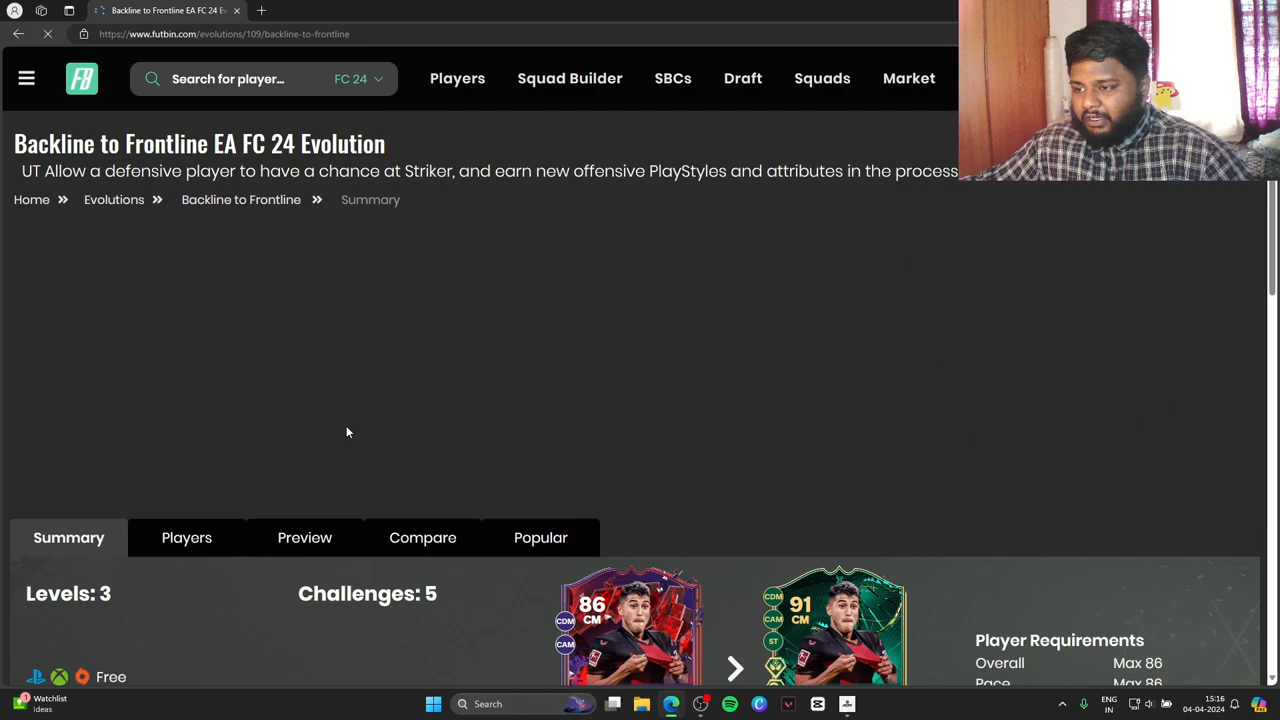 Backline to Frontline EA FC 24 E
https://www.futbin.com/evolutions/109/backline-to-frontline
Search for player...
FC 24
Players
Squad Builder
SBCs
Draft
Squads
Market
Backline to Frontline EA FC 24 Evolution
UT Allow a defensive player to have a chance at Striker, and earn new offensive PlayStyles and attributes in the process
Home
Evolutions
Backline to Frontline
Summary
Summary
Players
Preview
Compare
Popular
Levels: 3
Challenges: 5
86
CM
CDM
CAM
91
CM
CDM
CAM
ST
Player Requirements
Overall
Max 86
Pace
Max 86
Free
1
Watchlist
Ideas
Search
ENG
IN
15:16
04-04-2024